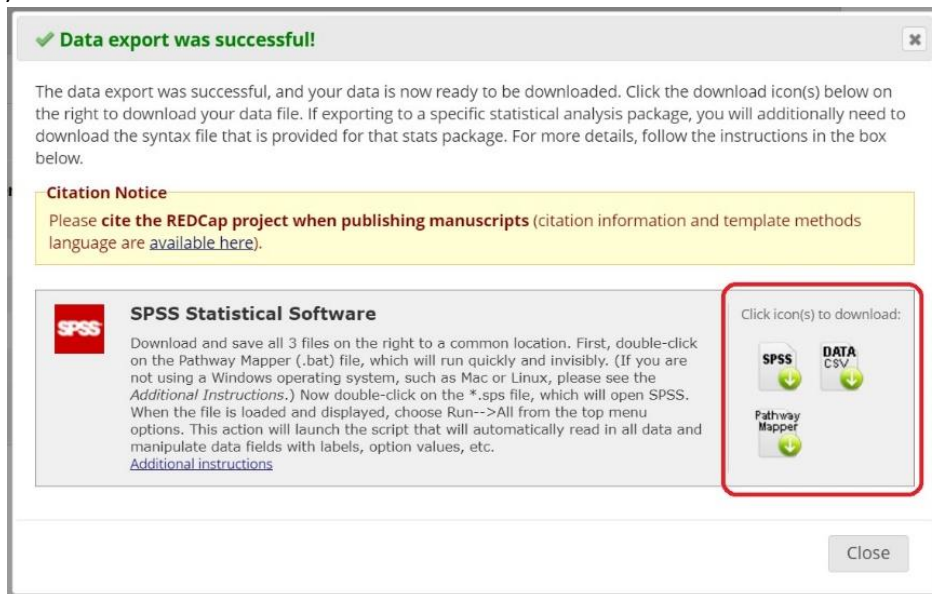 Data export was successful!
The data export was successful, and your data is now ready to be downloaded. Click the download icon(s) below on
the right to download your data file. If exporting to a specific statistical analysis package, you will additionally need to
download the syntax file that is provided for that stats package. For more details, follow the instructions in the box
below.
Citation Notice
Please cite the REDCap project when publishing manuscripts (citation information and template methods
language are available here).
SPSS
SPSS Statistical Software
Download and save all 3 files on the right to a common location. First, double-click
on the Pathway Mapper (.bat) file, which will run quickly and invisibly. (If you are
not using a Windows operating system, such as Mac or Linux, please see the
Additional Instructions.) Now double-click on the *.sps file, which will open SPSS.
When the file is loaded and displayed, choose Run-->All from the top menu
options. This action will launch the script that will automatically read in all data and
manipulate data fields with labels, option values, etc.
Additional instructions
Click icon(s) to download:
SPSS
DATA
CSV
Pathway
Mapper
Close